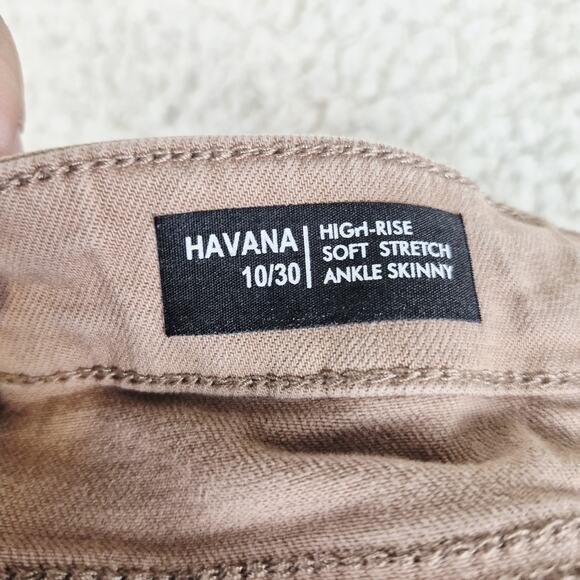 HAVANA
10/30
HIGH-RISE
SOFT STRETCH
ANKLE SKINNY